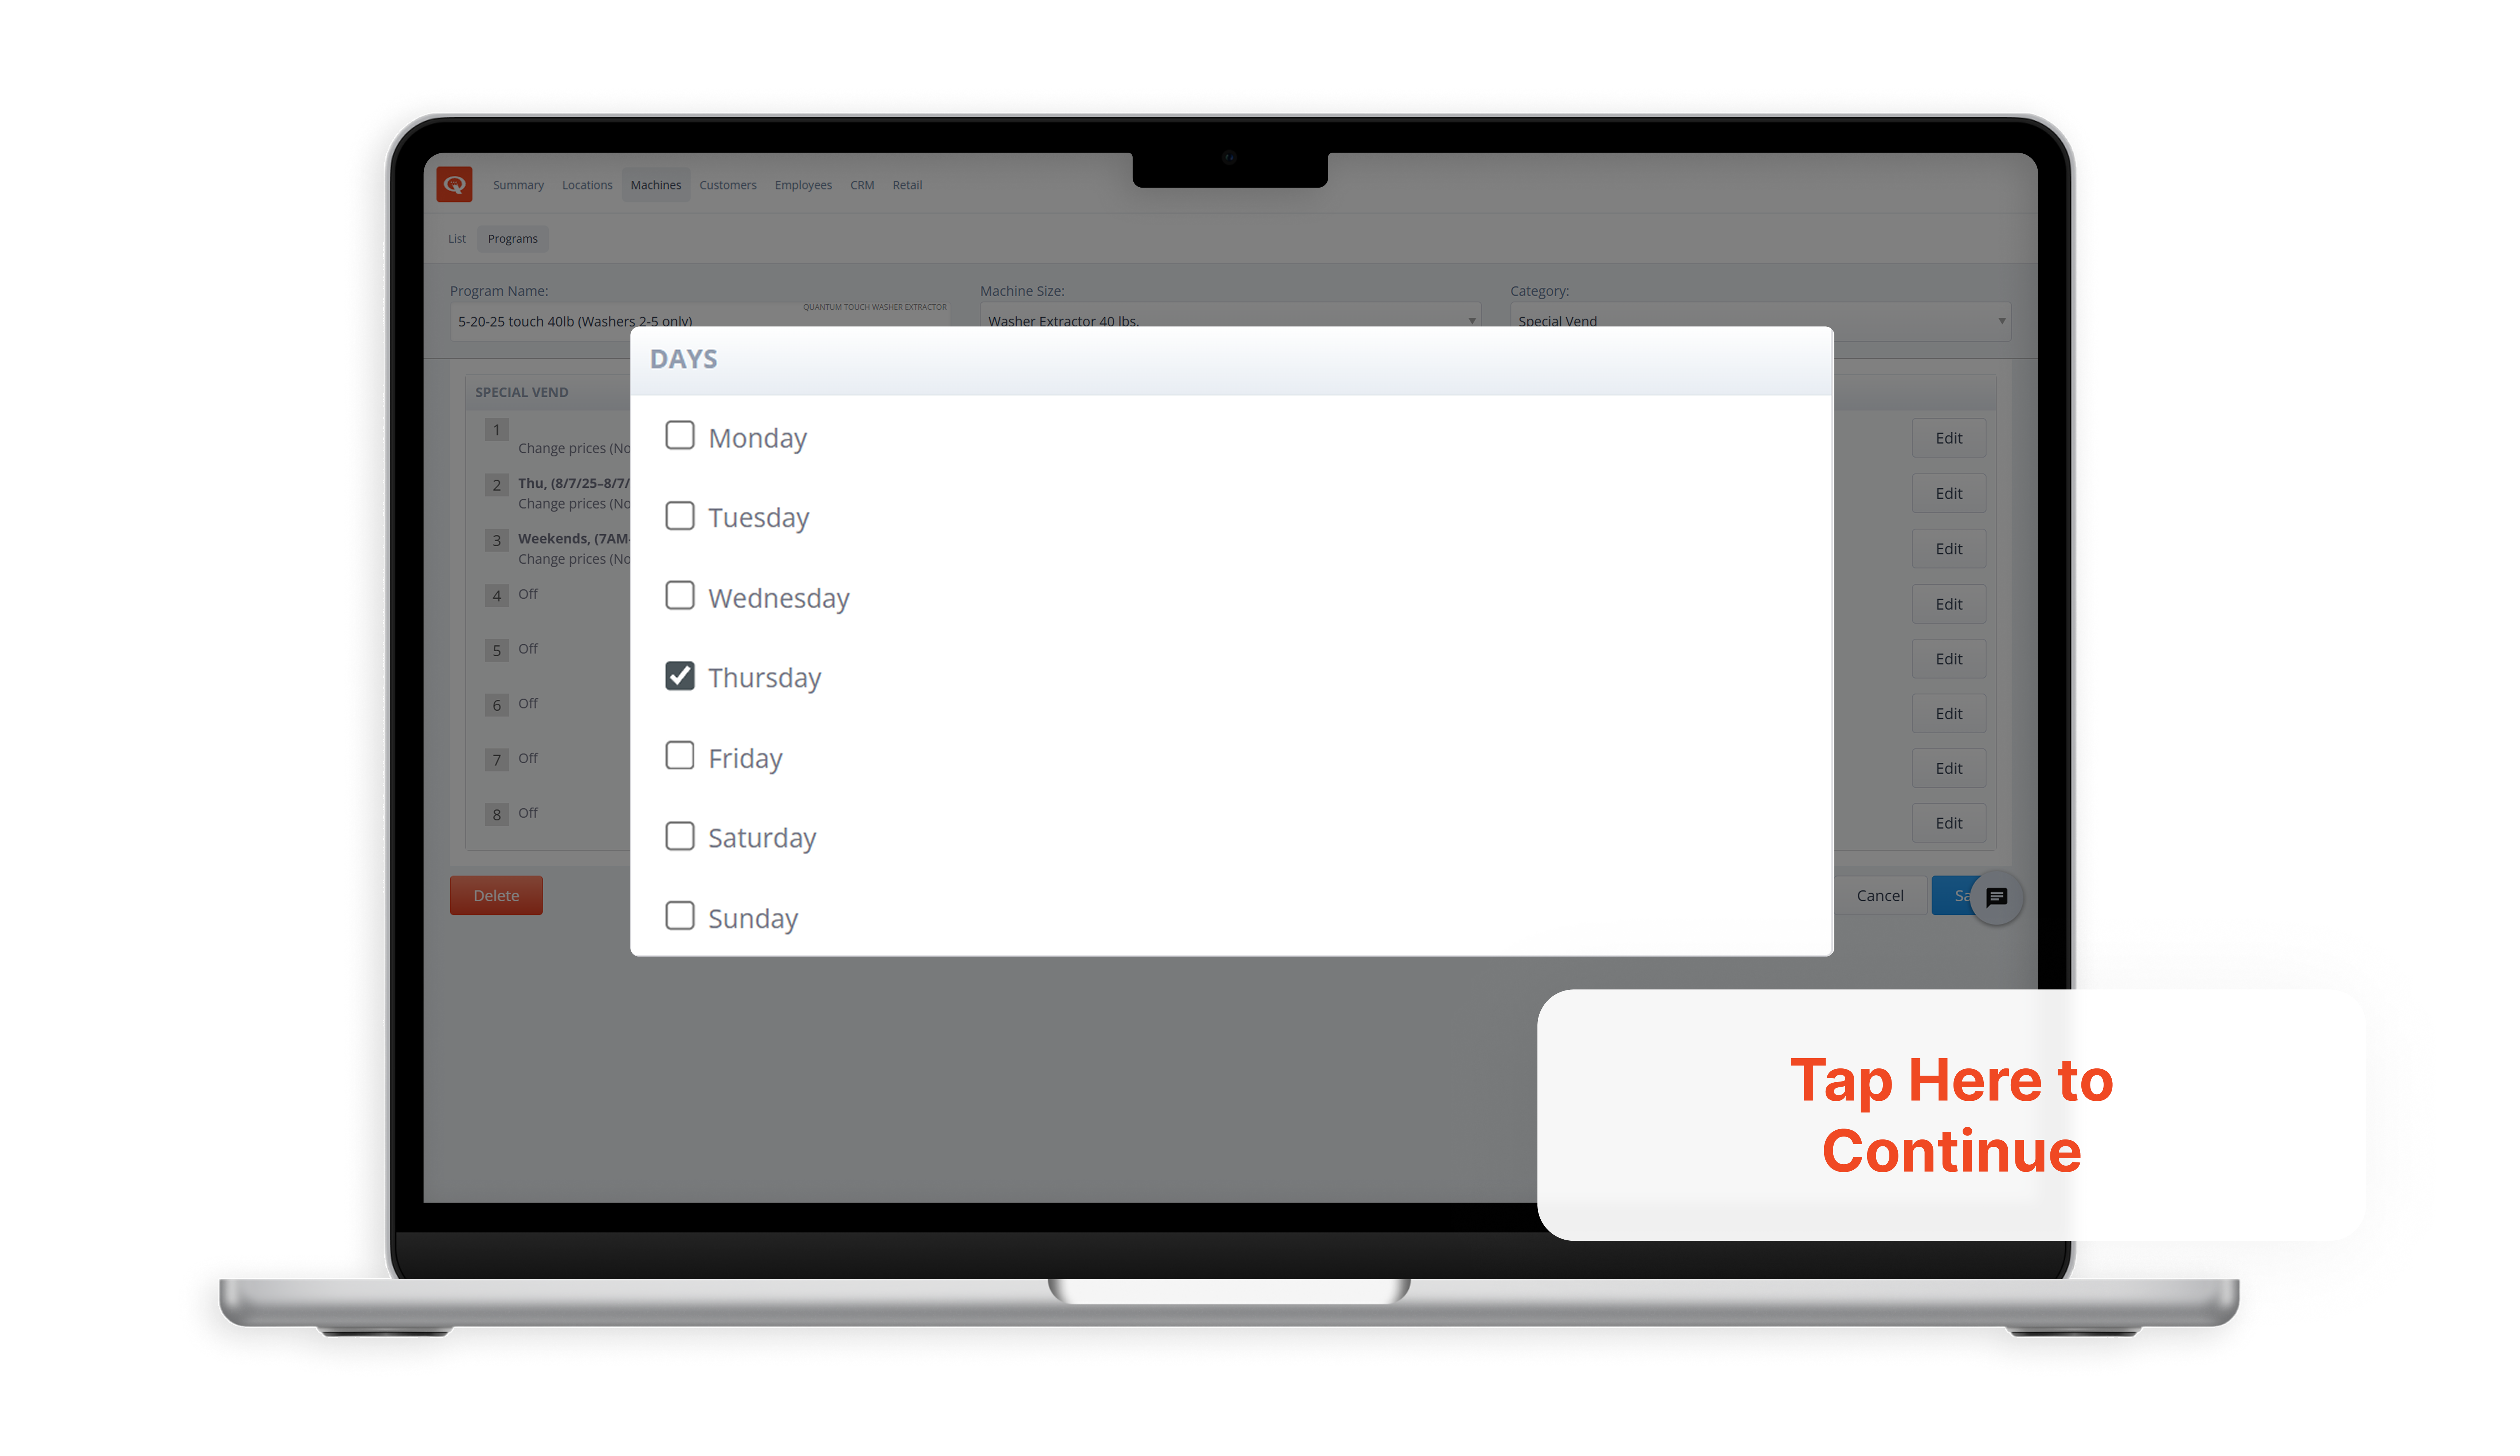 Summary Locations Machines Customers Employees CRM Retail
List Programs
Program Name: Machine Size: Category:
QUANTUM TOUCH WASHER EXTRACTOR
5-20-25 touch 40lb (Washers 2-5 only) Washer Extractor 40 lbs. Special Vend
DAYS
SPECIAL VEND
1 Edit
Change prices (No
Monday
2 Thu, (8/7/25–8/7/ Edit
Change prices (No
Tuesday
3 Weekends, (7AM- Edit
Change prices (No
4 Off Wednesday Edit
5 Off Edit
Thursday
6 Off Edit
7 Off Friday Edit
8 Off Edit
Saturday
Delete Cancel Sa
Sunday
Tap Here to
Continue